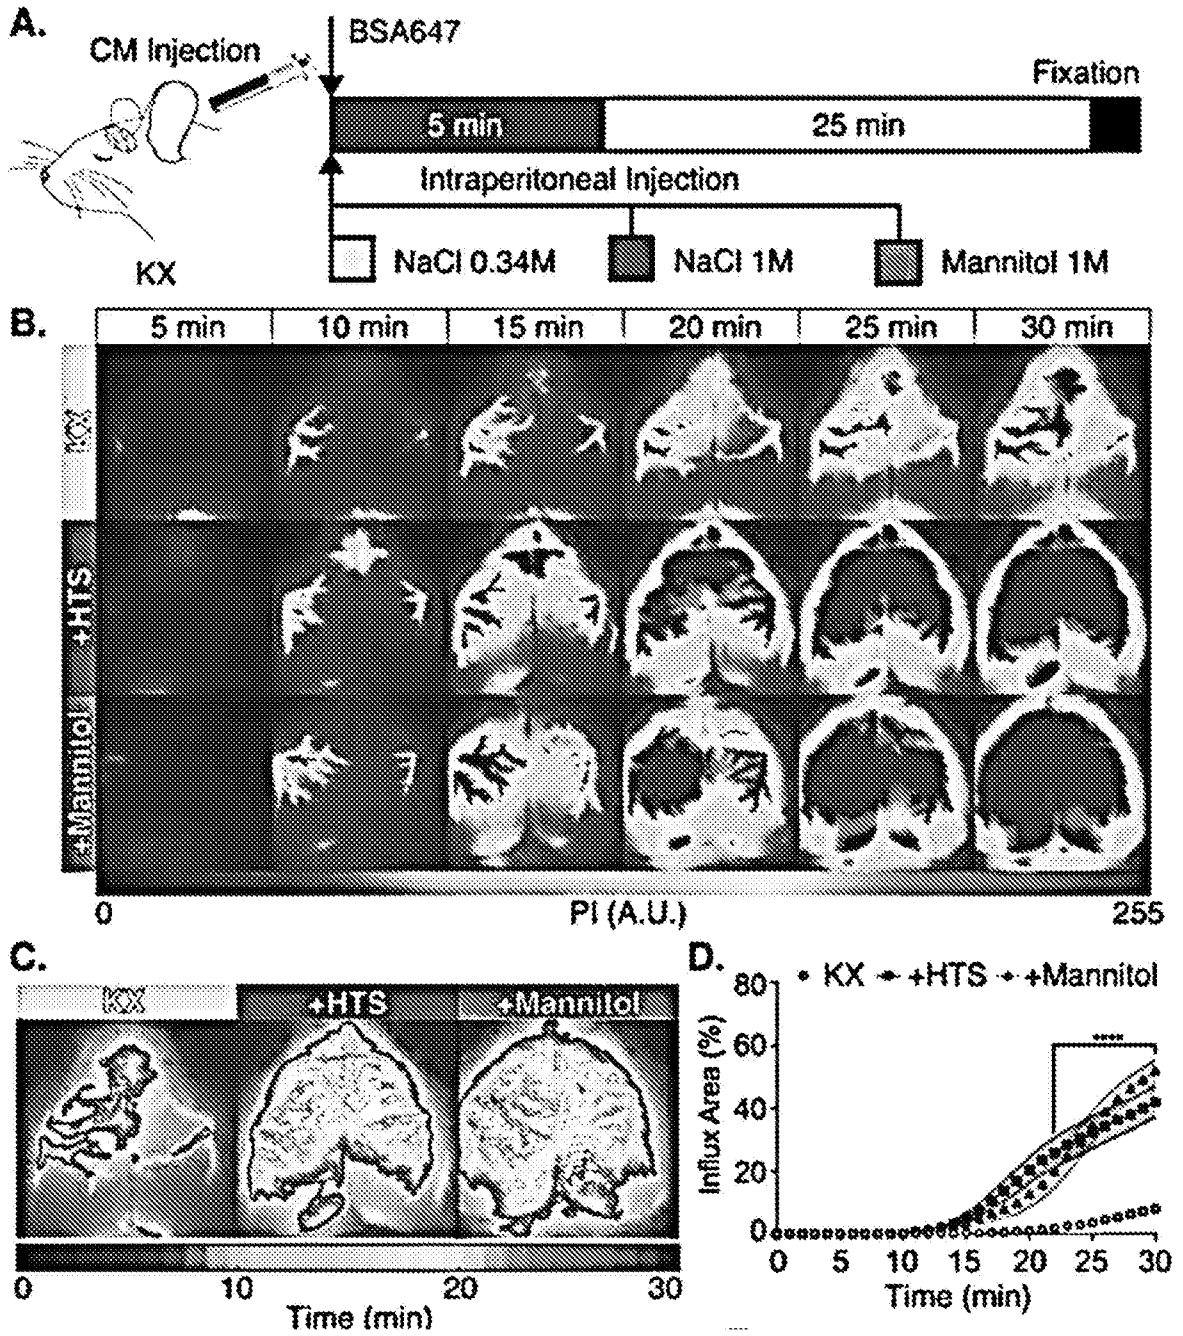 A.
CM Injection
BSA647
Fixation
5 min
25 min
Intraperitoneal Injection
KX
NaCl 0.34M
NaCl 1M
Mannitol 1M
B.
5 min
10 min
15 min
20 min
25 min
30 min
KX
+HTS
+Mannitol
0
PI (A.U.)
255
C.
KX
+HTS
+Mannitol
0
10
20
30
Time (min)
D.
KX
+HTS
+Mannitol
****
Influx Area (%)
80
60
40
20
0
0
5
10
15
20
25
30
Time (min)